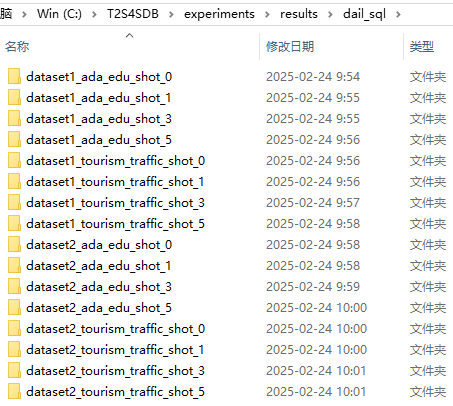 脑 > Win (C:) > T2S4SDB > experiments > results > dail_sql >
名称 修改日期 类型
dataset1_ada_edu_shot_0 2025-02-24 9:54 文件夹
dataset1_ada_edu_shot_1 2025-02-24 9:55 文件夹
dataset1_ada_edu_shot_3 2025-02-24 9:55 文件夹
dataset1_ada_edu_shot_5 2025-02-24 9:56 文件夹
dataset1_tourism_traffic_shot_0 2025-02-24 9:56 文件夹
dataset1_tourism_traffic_shot_1 2025-02-24 9:56 文件夹
dataset1_tourism_traffic_shot_3 2025-02-24 9:57 文件夹
dataset1_tourism_traffic_shot_5 2025-02-24 9:58 文件夹
dataset2_ada_edu_shot_0 2025-02-24 9:58 文件夹
dataset2_ada_edu_shot_1 2025-02-24 9:58 文件夹
dataset2_ada_edu_shot_3 2025-02-24 9:59 文件夹
dataset2_ada_edu_shot_5 2025-02-24 10:00 文件夹
dataset2_tourism_traffic_shot_0 2025-02-24 10:00 文件夹
dataset2_tourism_traffic_shot_1 2025-02-24 10:00 文件夹
dataset2_tourism_traffic_shot_3 2025-02-24 10:01 文件夹
dataset2_tourism_traffic_shot_5 2025-02-24 10:01 文件夹